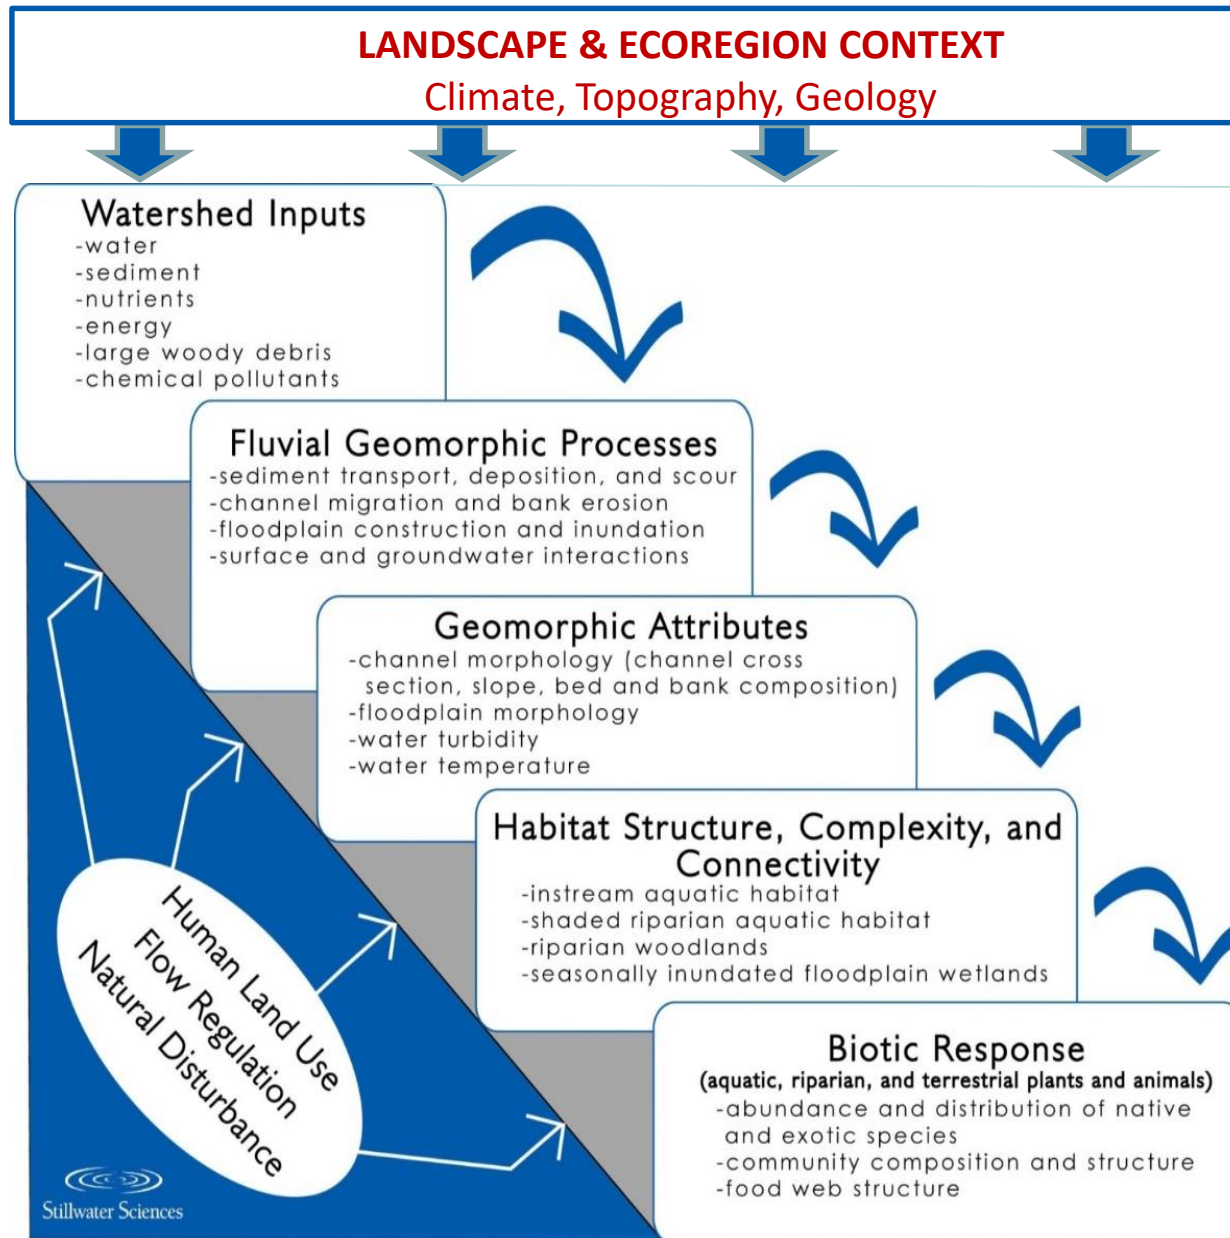 LANDSCAPE & ECOREGION CONTEXT
Climate, Topography, Geology
Watershed Inputs
-water
-sediment
-nutrients
-energy
-large woody debris
-chemical pollutants
Fluvial Geomorphic Processes
-sediment transport, deposition, and scour
-channel migration and bank erosion
-floodplain construction and inundation
-surface and groundwater interactions
Geomorphic Attributes
-channel morphology (channel cross
section, slope, bed and bank composition)
-floodplain morphology
-water turbidity
-water temperature
Habitat Structure, Complexity, and
Connectivity
-instream aquatic habitat
-shaded riparian aquatic habitat
-riparian woodlands
-seasonally inundated floodplain wetlands
Biotic Response
(aquatic, riparian, and terrestrial plants and animals)
-abundance and distribution of native
and exotic species
-community composition and structure
-food web structure
Human Land Use
Flow Regulation
Natural Disturbance
Stillwater Sciences